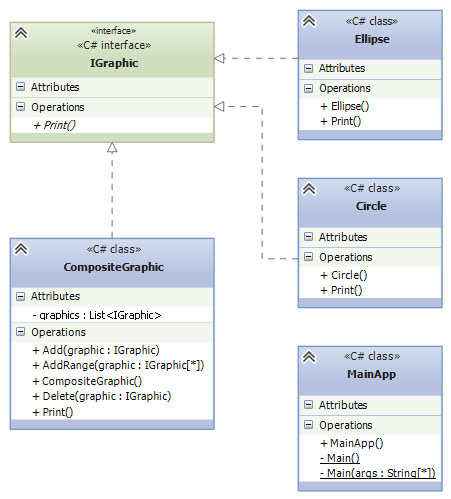 «interface»
«C# interface»
IGraphic
Attributes
Operations
+ Print()
«C# class»
Ellipse
Attributes
Operations
+ Ellipse()
+ Print()
«C# class»
Circle
Attributes
Operations
+ Circle()
+ Print()
«C# class»
CompositeGraphic
Attributes
- graphics : List<IGraphic>
Operations
+ Add(graphic : IGraphic)
+ AddRange(graphic : IGraphic[*])
+ CompositeGraphic()
+ Delete(graphic : IGraphic)
+ Print()
«C# class»
MainApp
Attributes
Operations
+ MainApp()
- Main()
- Main(args : String[*])